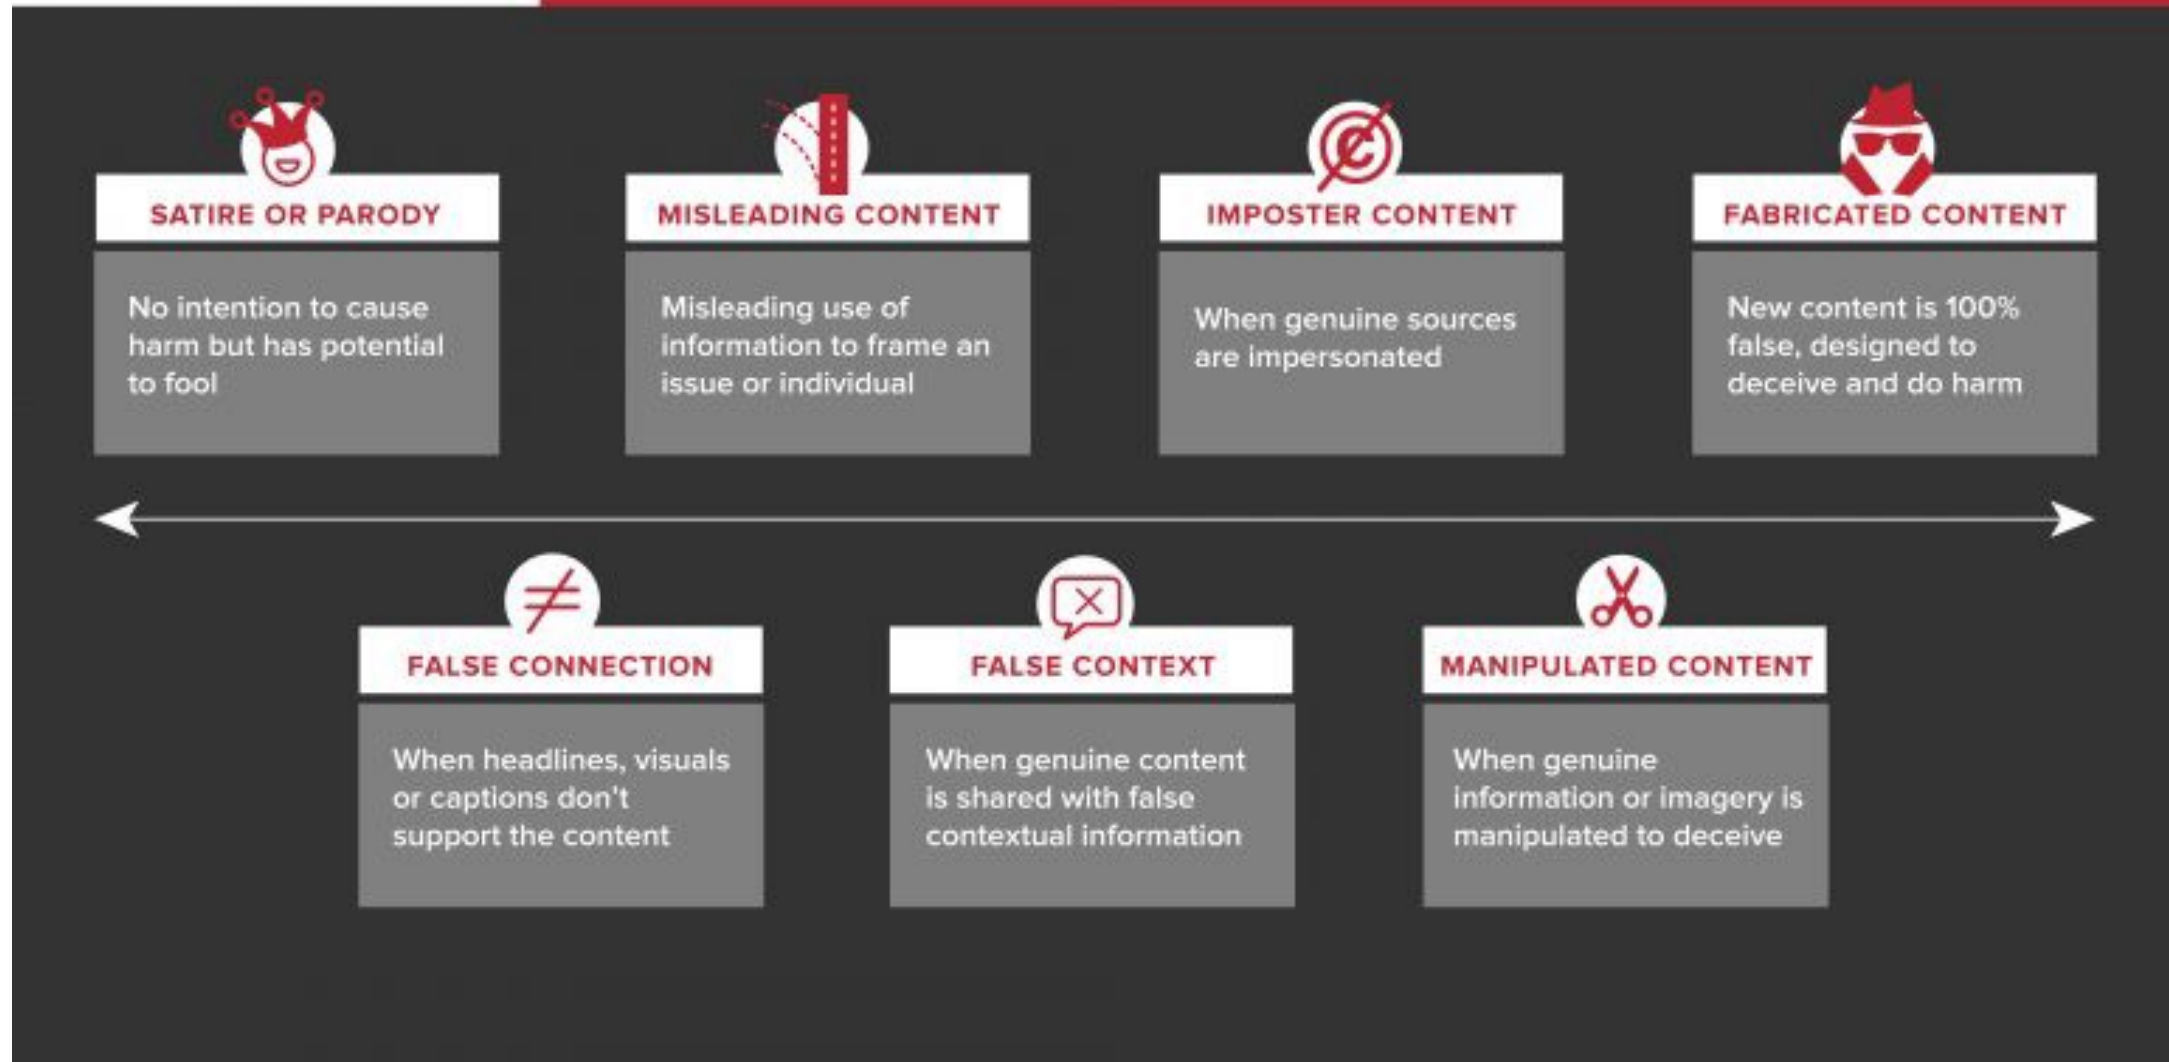 SATIRE OR PARODY
No intention to cause
harm but has potential
to fool
MISLEADING CONTENT
Misleading use of
information to frame an
issue or individual
IMPOSTER CONTENT
When genuine sources
are impersonated
FABRICATED CONTENT
New content is 100%
false, designed to
deceive and do harm
FALSE CONNECTION
When headlines, visuals
or captions don't
support the content
FALSE CONTEXT
When genuine content
is shared with false
contextual information
MANIPULATED CONTENT
When genuine
information or imagery is
manipulated to deceive